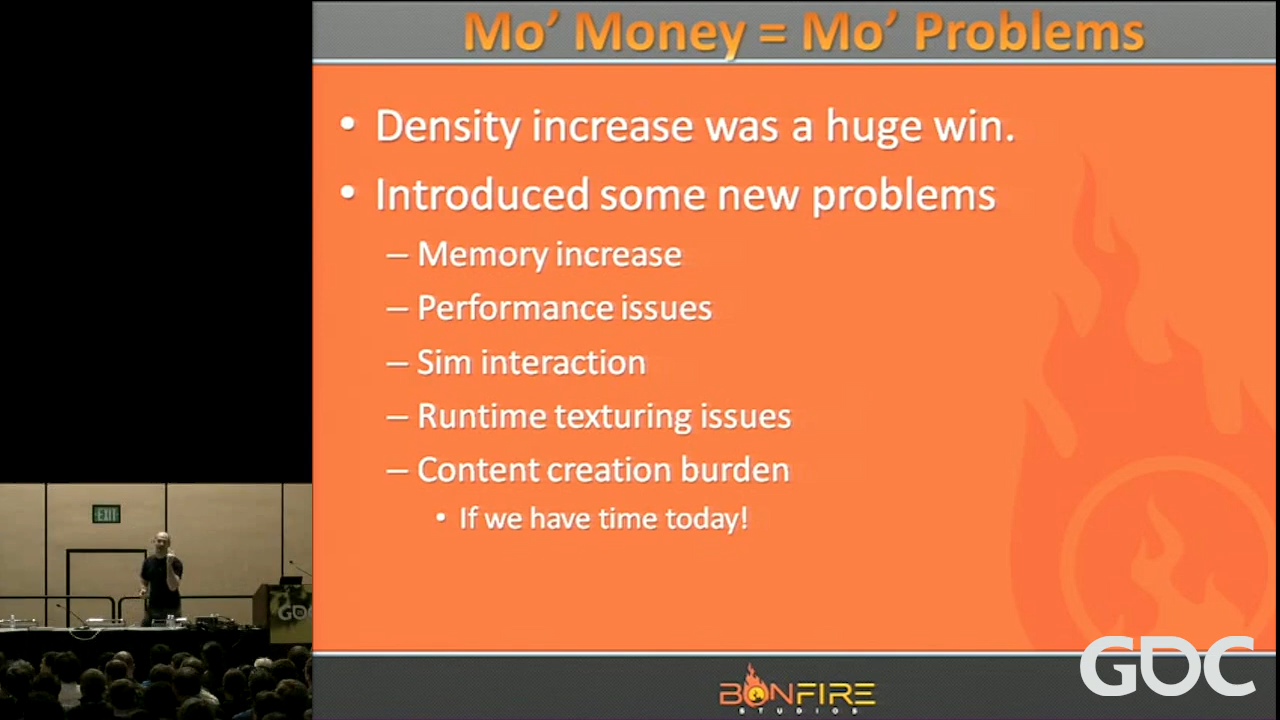 Mo’ Money = Mo’ Problems
• Density increase was a huge win.
• Introduced some new problems
– Memory increase
– Performance issues
– Sim interaction
– Runtime texturing issues
– Content creation burden
• If we have time today!
EXIT
GDC
BONFIRE
STUDIOS
GDC